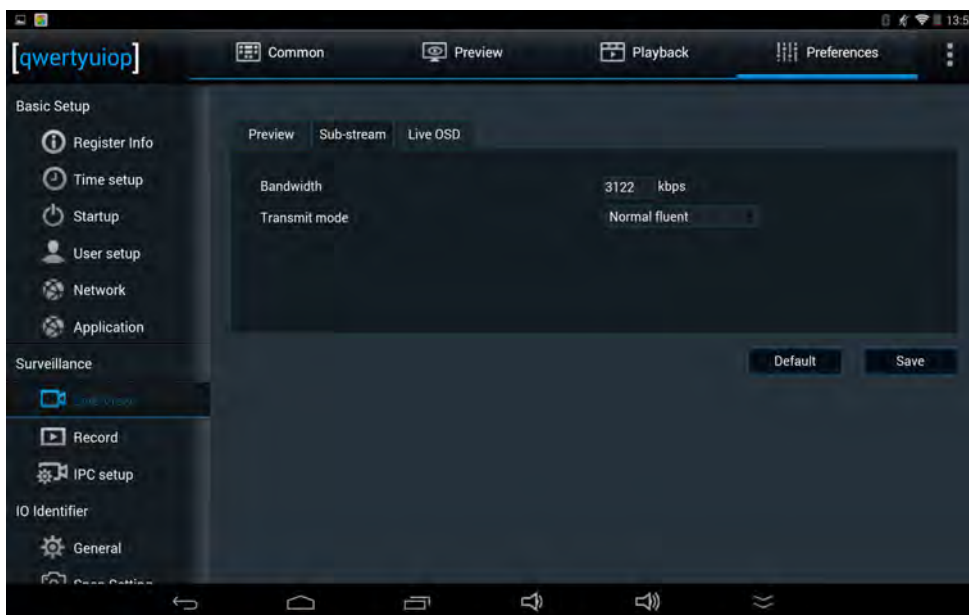 13:5
[qwertyuiop]
Common
Preview
Playback
Preferences
Basic Setup
Register Info
Time setup
Startup
User setup
Network
Application
Surveillance
Record
IPC setup
IO Identifier
General
Preview Sub-stream Live OSD
Bandwidth 3122 kbps
Transmit mode Normal fluent
Default Save